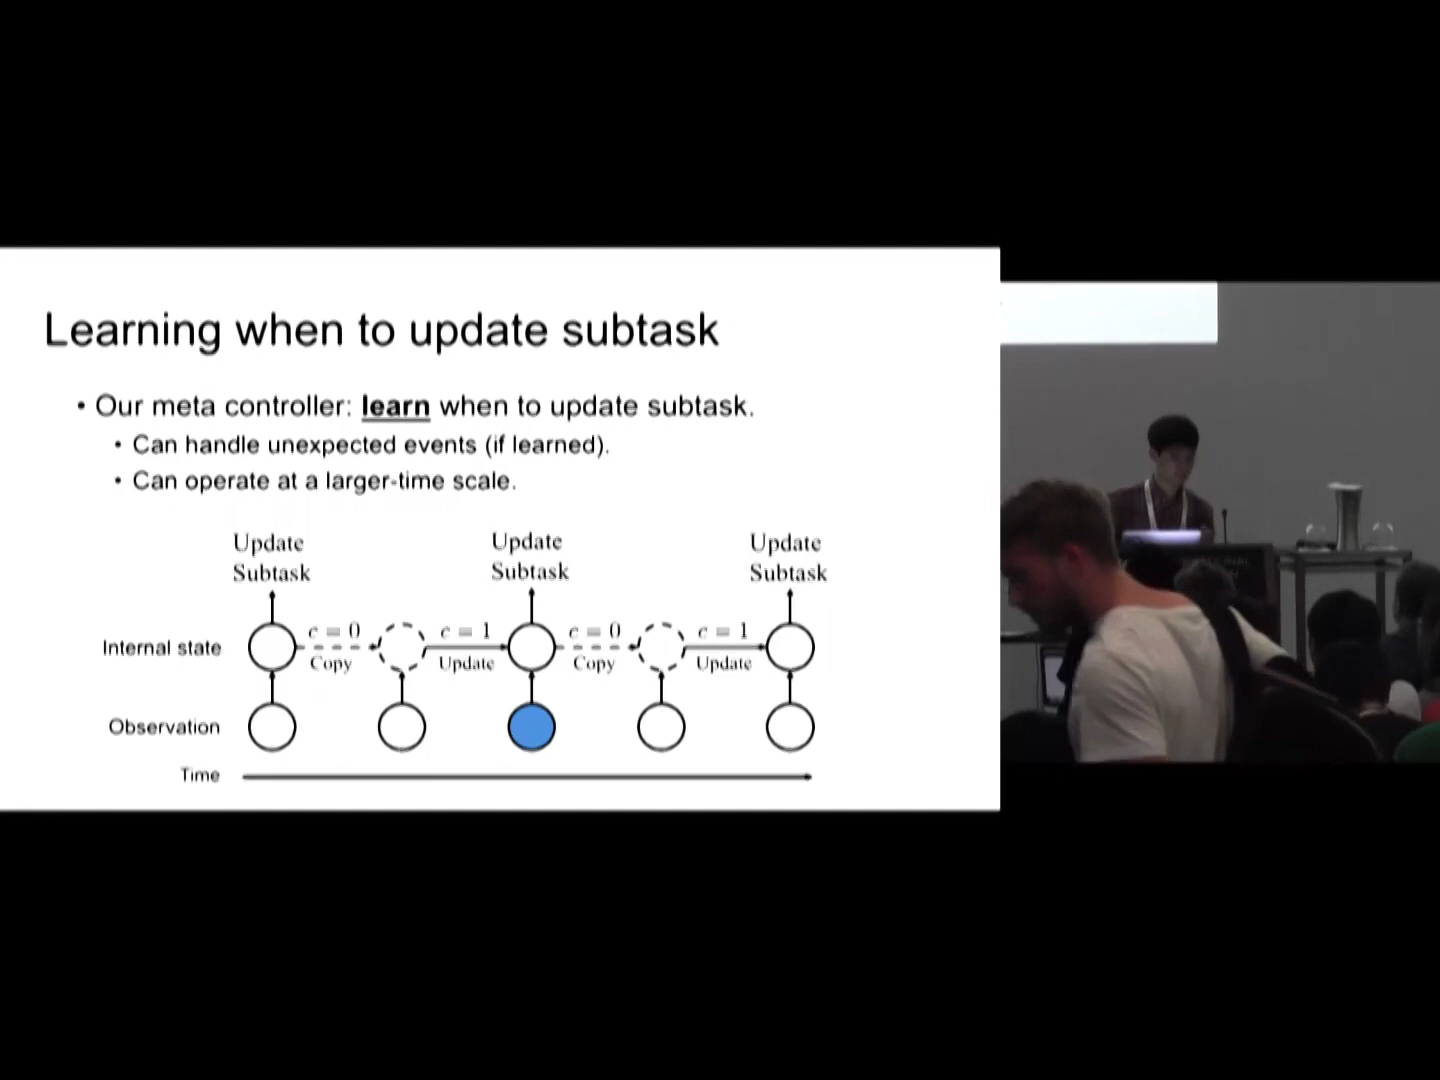 Learning when to update subtask
• Our meta controller: learn when to update subtask.
• Can handle unexpected events (if learned).
• Can operate at a larger-time scale.
Update Subtask
Update Subtask
Update Subtask
Internal state
c = 0
Copy
c = 1
Update
c = 0
Copy
c = 1
Update
Observation
Time